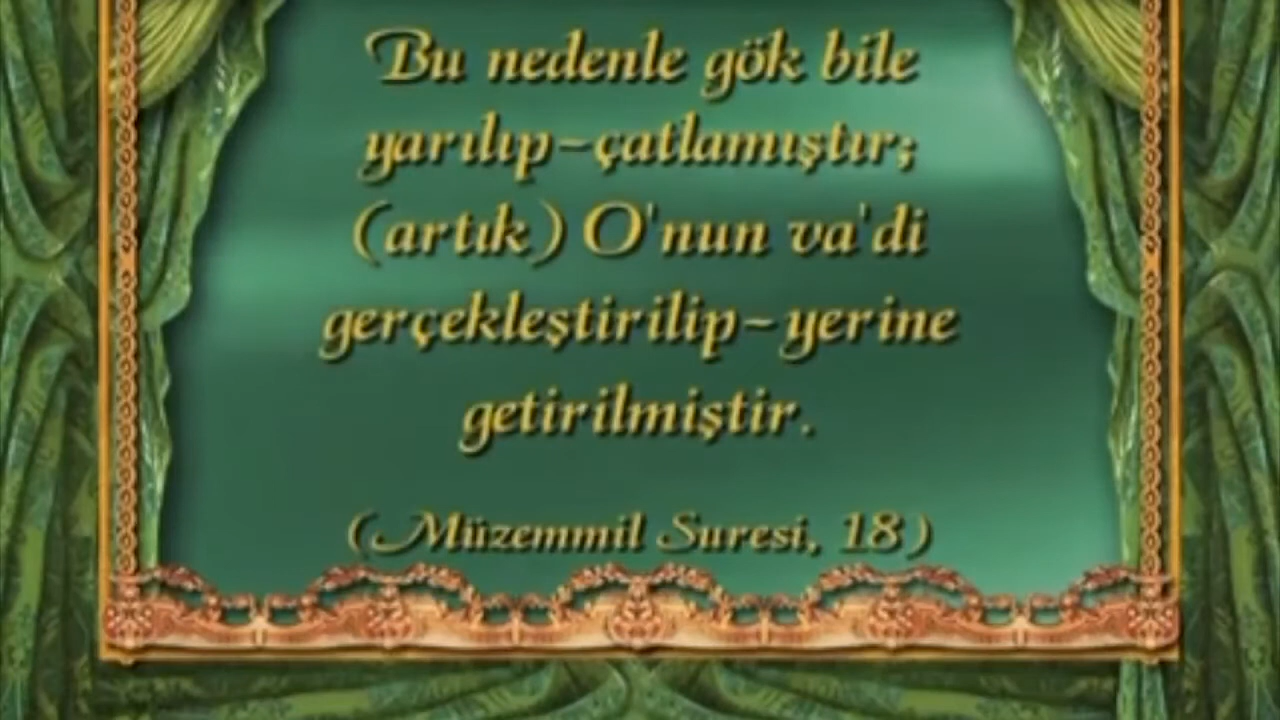 Bu nedenle gök bile
yarılıp-çatlamıştır;
(artık) O'nun va'di
gerçekleştirilip-yerine
getirilmiştir.
(Müzemmil Suresi, 18)